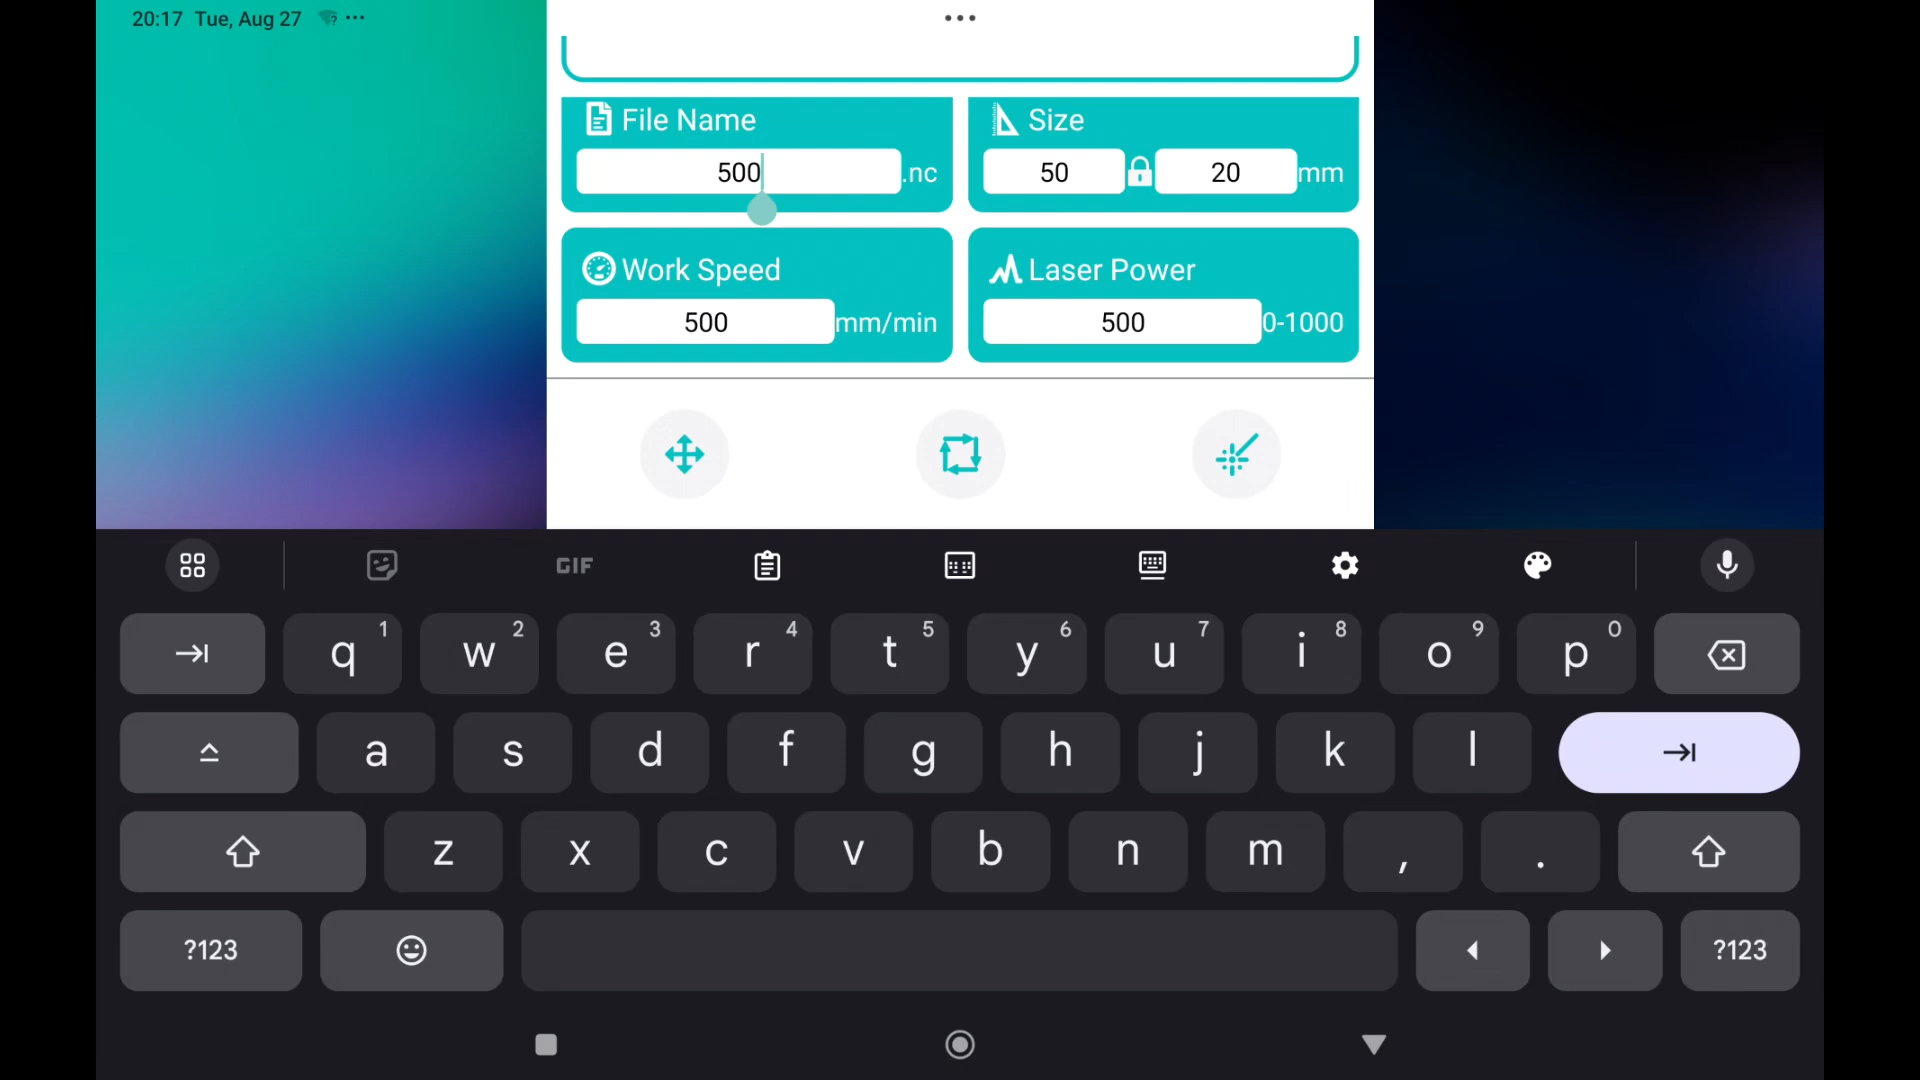 20:17 Tue, Aug 27
File Name
500 .nc
Size
50 20 mm
Work Speed
500 mm/min
Laser Power
500 0-1000
GIF
q 1 w 2 e 3 r 4 t 5 y 6 u 7 i 8 o 9 p 0
a s d f g h j k l
z x c v b n m , .
?123 ?123